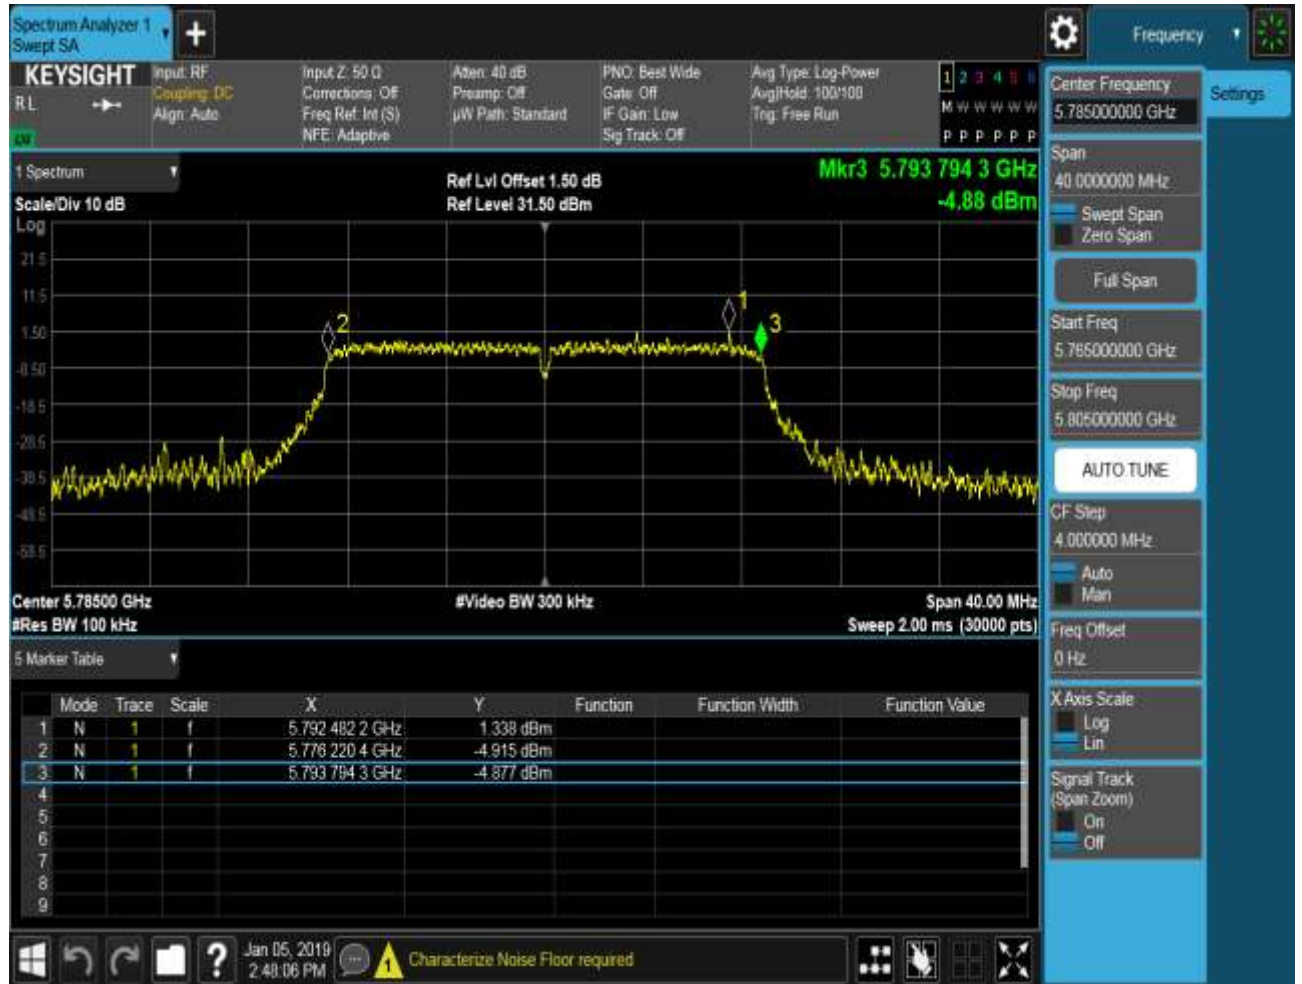 Spectrum Analyzer 1
Swept SA
+
Frequency
KEYSIGHT
RL
Input: RF
Coupling: DC
Align: Auto
Input Z: 50 Ω
Corrections: Off
Freq Ref: Int (S)
NFE: Adaptive
Atten: 40 dB
Preamp: Off
µW Path: Standard
PNO: Best Wide
Gate: Off
IF Gain: Low
Sig Track: Off
Avg Type: Log-Power
Avg|Hold: 100/100
Trig: Free Run
1 2 3 4 5 6
M W W W W W
P P P P P P
1 Spectrum
Scale/Div 10 dB
Ref Lvl Offset 1.50 dB
Ref Level 31.50 dBm
Mkr3 5.793 794 3 GHz
-4.88 dBm
Log
21.5
11.5
1.50
-8.50
-18.5
-28.5
-38.5
-48.5
-58.5
1
2
3
Center 5.78500 GHz
#Res BW 100 kHz
#Video BW 300 kHz
Span 40.00 MHz
Sweep 2.00 ms (30000 pts)
5 Marker Table
Mode Trace Scale X Y Function Function Width Function Value
1 N 1 f 5.792 482 2 GHz 1.338 dBm
2 N 1 f 5.776 220 4 GHz -4.915 dBm
3 N 1 f 5.793 794 3 GHz -4.877 dBm
4
5
6
7
8
9
Jan 05, 2019
2:48:06 PM
Characterize Noise Floor required
Settings
Center Frequency
5.785000000 GHz
Span
40.0000000 MHz
Swept Span
Zero Span
Full Span
Start Freq
5.765000000 GHz
Stop Freq
5.805000000 GHz
AUTO TUNE
CF Step
4.000000 MHz
Auto
Man
Freq Offset
0 Hz
X Axis Scale
Log
Lin
Signal Track
(Span Zoom)
On
Off